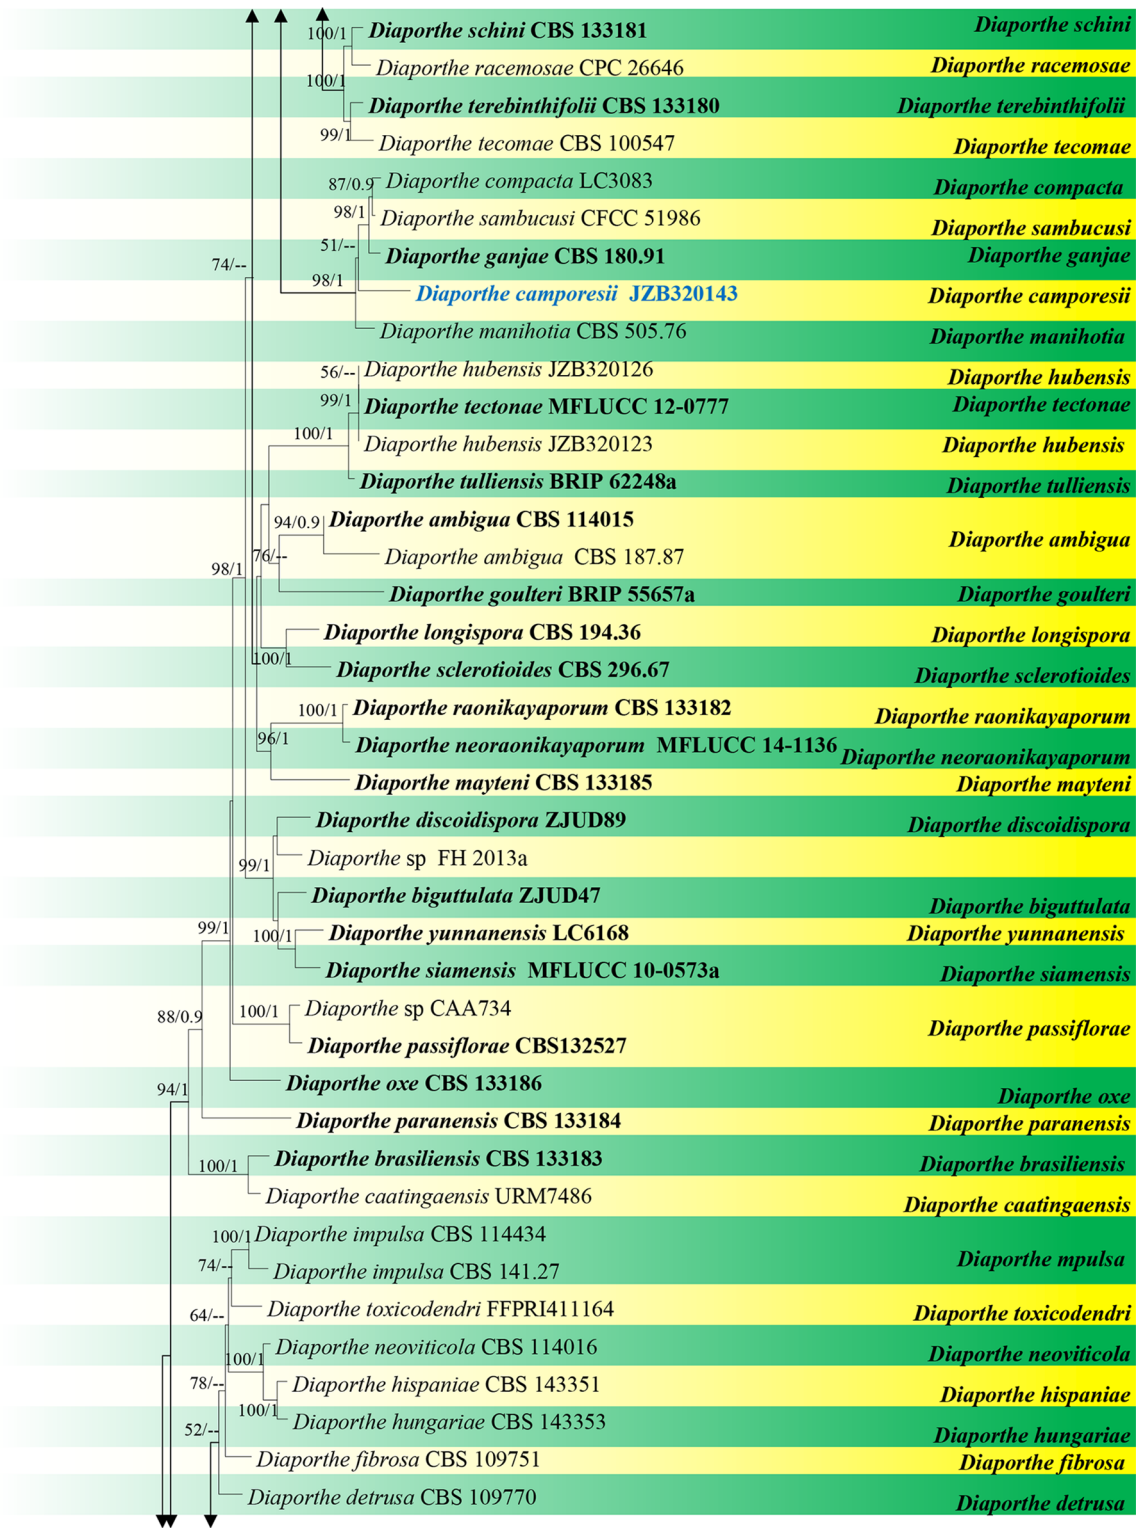 100/1
Diaporthe schini CBS 133181 Diaporthe schini
Diaporthe racemosae CPC 26646 Diaporthe racemosae
100/1
Diaporthe terebinthifolii CBS 133180 Diaporthe terebinthifolii
99/1
Diaporthe tecomae CBS 100547 Diaporthe tecomae
87/0.9
Diaporthe compacta LC3083 Diaporthe compacta
98/1
Diaporthe sambucusi CFCC 51986 Diaporthe sambucusi
51/--
Diaporthe ganjae CBS 180.91 Diaporthe ganjae
74/--
98/1
Diaporthe camporesii JZB320143 Diaporthe camporesii
Diaporthe manihotia CBS 505.76 Diaporthe manihotia
56/--
Diaporthe hubensis JZB320126 Diaporthe hubensis
99/1
Diaporthe tectonae MFLUCC 12-0777 Diaporthe tectonae
100/1
Diaporthe hubensis JZB320123 Diaporthe hubensis
Diaporthe tulliensis BRIP 62248a Diaporthe tulliensis
94/0.9
Diaporthe ambigua CBS 114015
Diaporthe ambigua
76/--
Diaporthe ambigua CBS 187.87
98/1
Diaporthe goulteri BRIP 55657a Diaporthe goulteri
Diaporthe longispora CBS 194.36 Diaporthe longispora
100/1
Diaporthe sclerotioides CBS 296.67 Diaporthe sclerotioides
100/1
Diaporthe raonikayaporum CBS 133182 Diaporthe raonikayaporum
96/1
Diaporthe neoraonikayaporum MFLUCC 14-1136 Diaporthe neoraonikayaporum
Diaporthe mayteni CBS 133185 Diaporthe mayteni
Diaporthe discoidispora ZJUD89 Diaporthe discoidispora
Diaporthe sp FH 2013a
99/1
Diaporthe biguttulata ZJUD47 Diaporthe biguttulata
99/1
100/1
Diaporthe yunnanensis LC6168 Diaporthe yunnanensis
Diaporthe siamensis MFLUCC 10-0573a Diaporthe siamensis
88/0.9
100/1
Diaporthe sp CAA734
Diaporthe passiflorae
Diaporthe passiflorae CBS132527
94/1
Diaporthe oxe CBS 133186 Diaporthe oxe
Diaporthe paranensis CBS 133184 Diaporthe paranensis
100/1
Diaporthe brasiliensis CBS 133183 Diaporthe brasiliensis
Diaporthe caatingaensis URM7486 Diaporthe caatingaensis
100/1
Diaporthe impulsa CBS 114434
Diaporthe mpulsa
74/--
Diaporthe impulsa CBS 141.27
64/--
Diaporthe toxicodendri FFPRI411164 Diaporthe toxicodendri
100/1
Diaporthe neoviticola CBS 114016 Diaporthe neoviticola
78/--
Diaporthe hispaniae CBS 143351 Diaporthe hispaniae
100/1
Diaporthe hungariae CBS 143353 Diaporthe hungariae
52/--
Diaporthe fibrosa CBS 109751 Diaporthe fibrosa
Diaporthe detrusa CBS 109770 Diaporthe detrusa